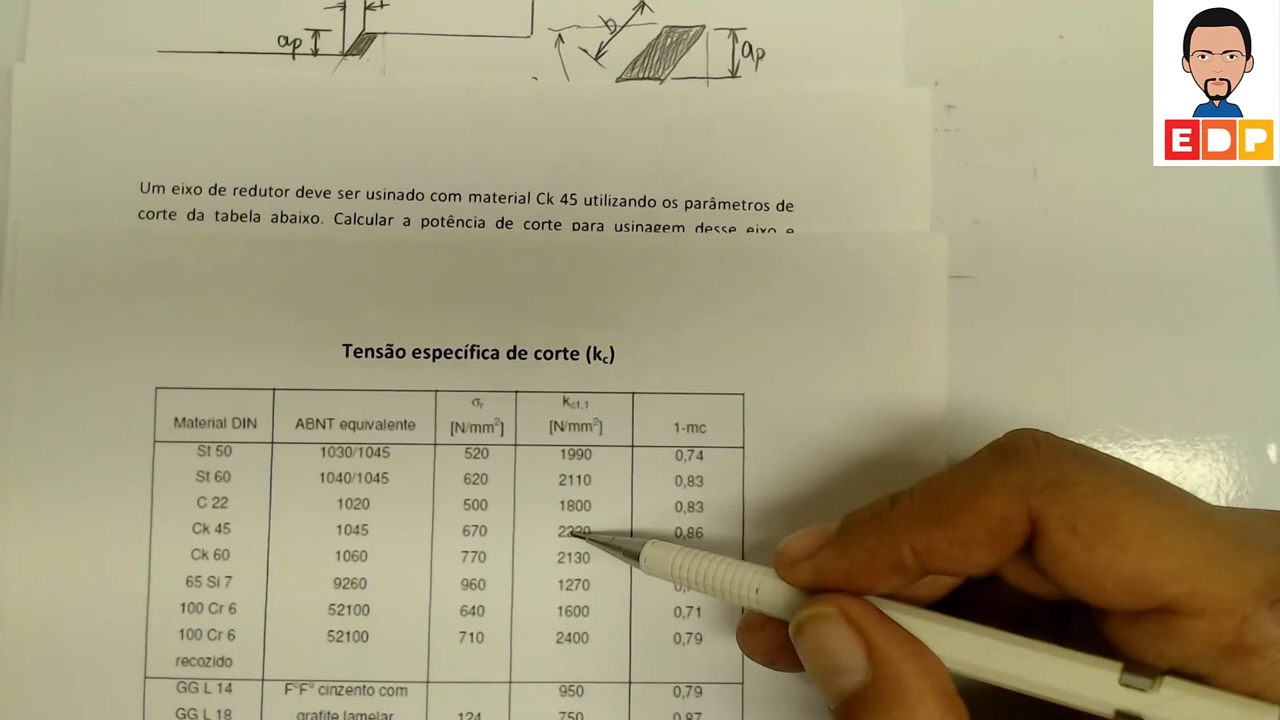 ap
b
ap
EDP
Um eixo de redutor deve ser usinado com material Ck 45 utilizando os parâmetros de
corte da tabela abaixo. Calcular a potência de corte para usinagem desse eixo e
Tensão específica de corte (kc)
Material DIN ABNT equivalente σr [N/mm²] kc1.1 [N/mm²] 1-mc
St 50 1030/1045 520 1990 0,74
St 60 1040/1045 620 2110 0,83
C 22 1020 500 1800 0,83
Ck 45 1045 670 2220 0,86
Ck 60 1060 770 2130
65 Si 7 9260 960 1270
100 Cr 6 52100 640 1600 0,71
100 Cr 6 52100 710 2400 0,79
recozido
GG L 14 F°F° cinzento com 950 0,79
GG L 18 grafite lamelar 124 750 0,87